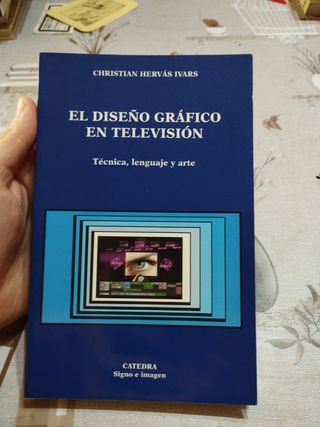 CHRISTIAN HERVÁS IVARS
EL DISEÑO GRÁFICO
EN TELEVISIÓN
Técnica, lenguaje y arte
CATEDRA
Signo e imagen